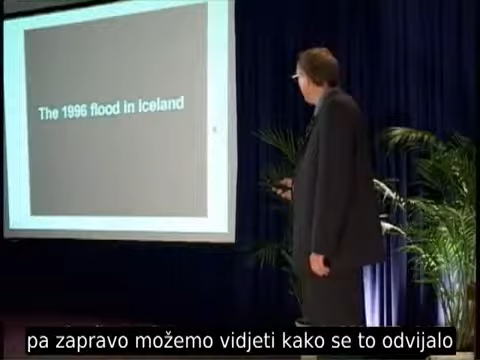 The 1996 flood in Iceland
pa zapravo možemo vidjeti kako se to odvijalo